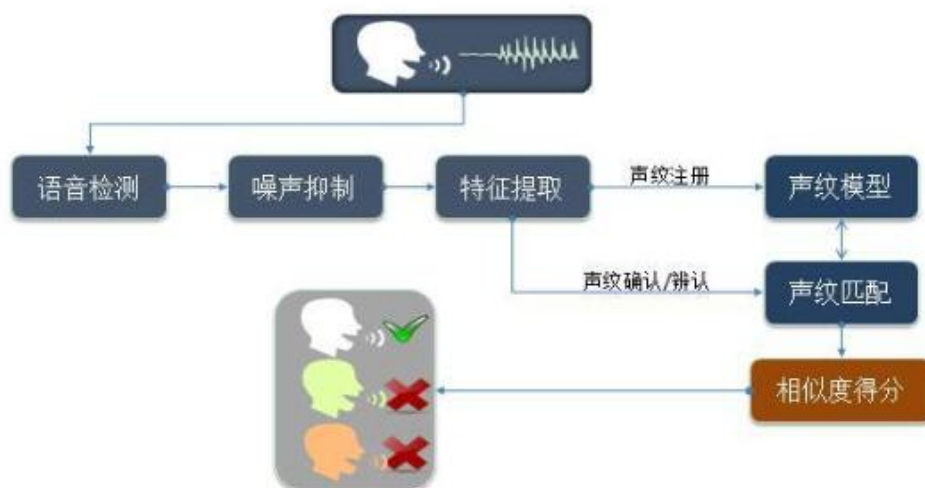 语音检测
噪声抑制
特征提取
声纹注册
声纹模型
声纹确认/辨认
声纹匹配
相似度得分